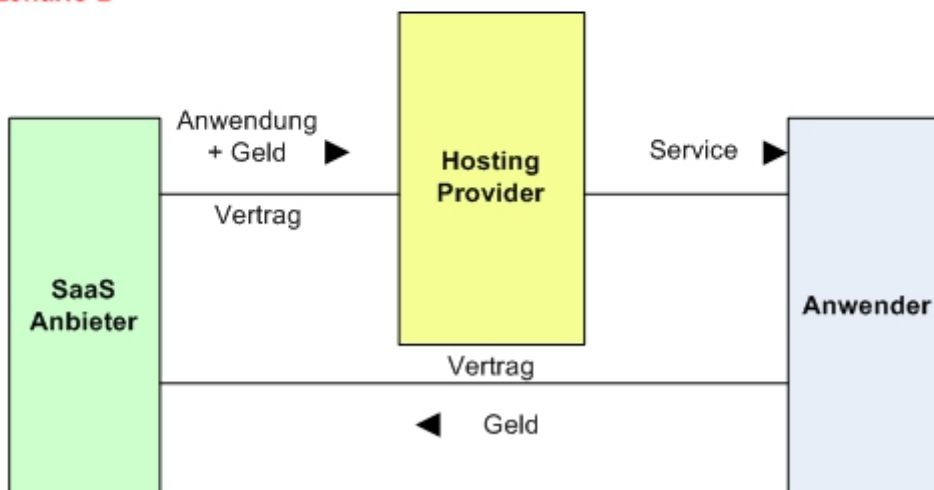 Anwendung
+ Geld
Vertrag
Hosting
Provider
Service
SaaS
Anbieter
Anwender
Vertrag
Geld